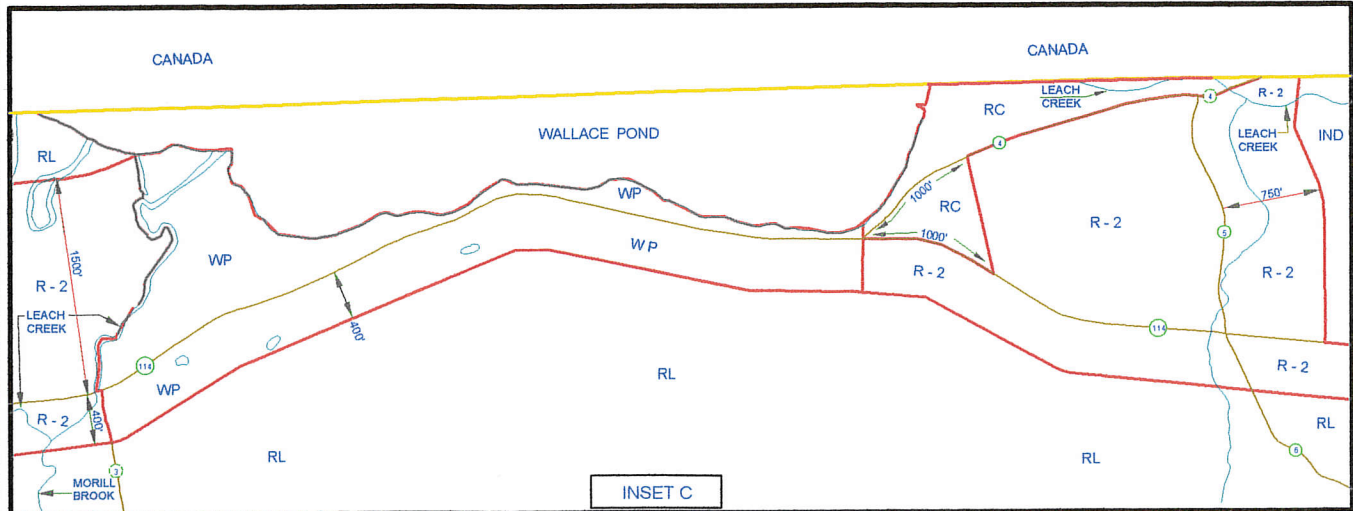 CANADA
CANADA
WALLACE POND
RL
RC
LEACH
CREEK
4
R - 2
LEACH
CREEK
IND
4
WP
1000'
RC
750'
WP
WP
1000'
R - 2
5
R - 2
1500'
R - 2
R - 2
LEACH
CREEK
400'
114
114
WP
RL
R - 2
R - 2
400'
RL
RL
RL
3
6
MORILL
BROOK
INSET C